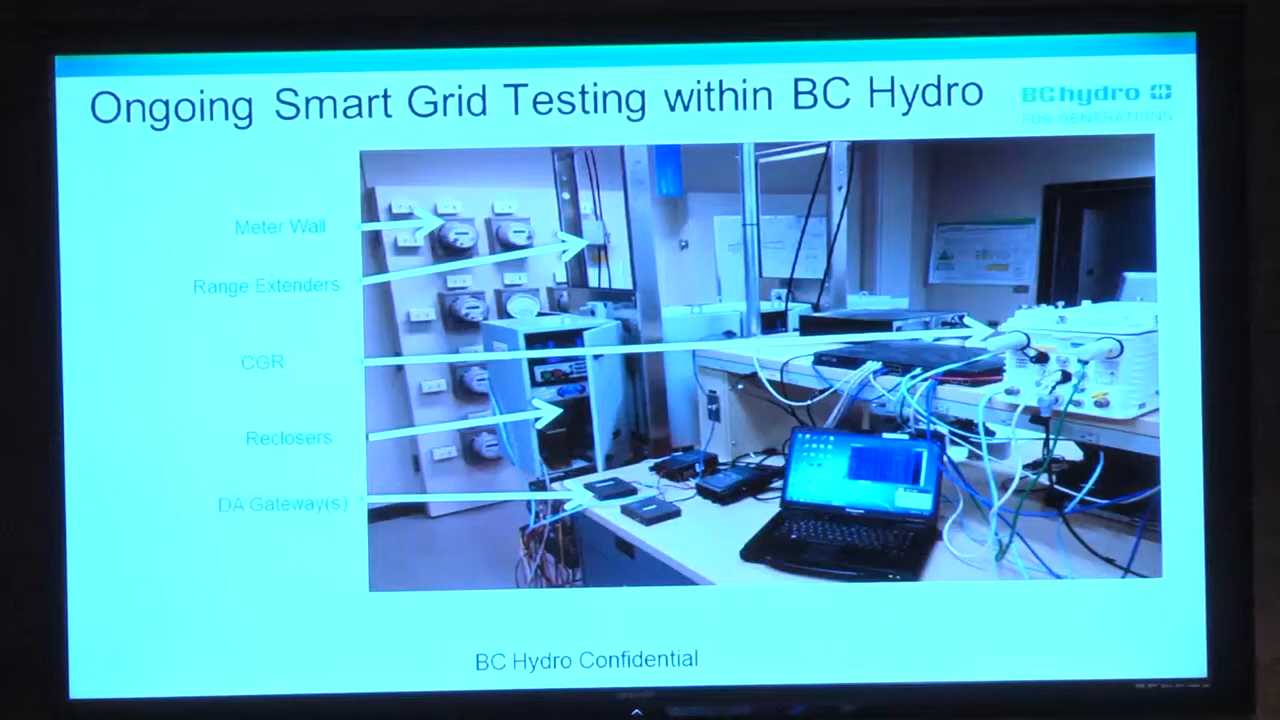 Ongoing Smart Grid Testing within BC Hydro
BC hydro
FOR GENERATIONS
Meter Wall
Range Extenders
CGR
Reclosers
DA Gateway(s)
BC Hydro Confidential